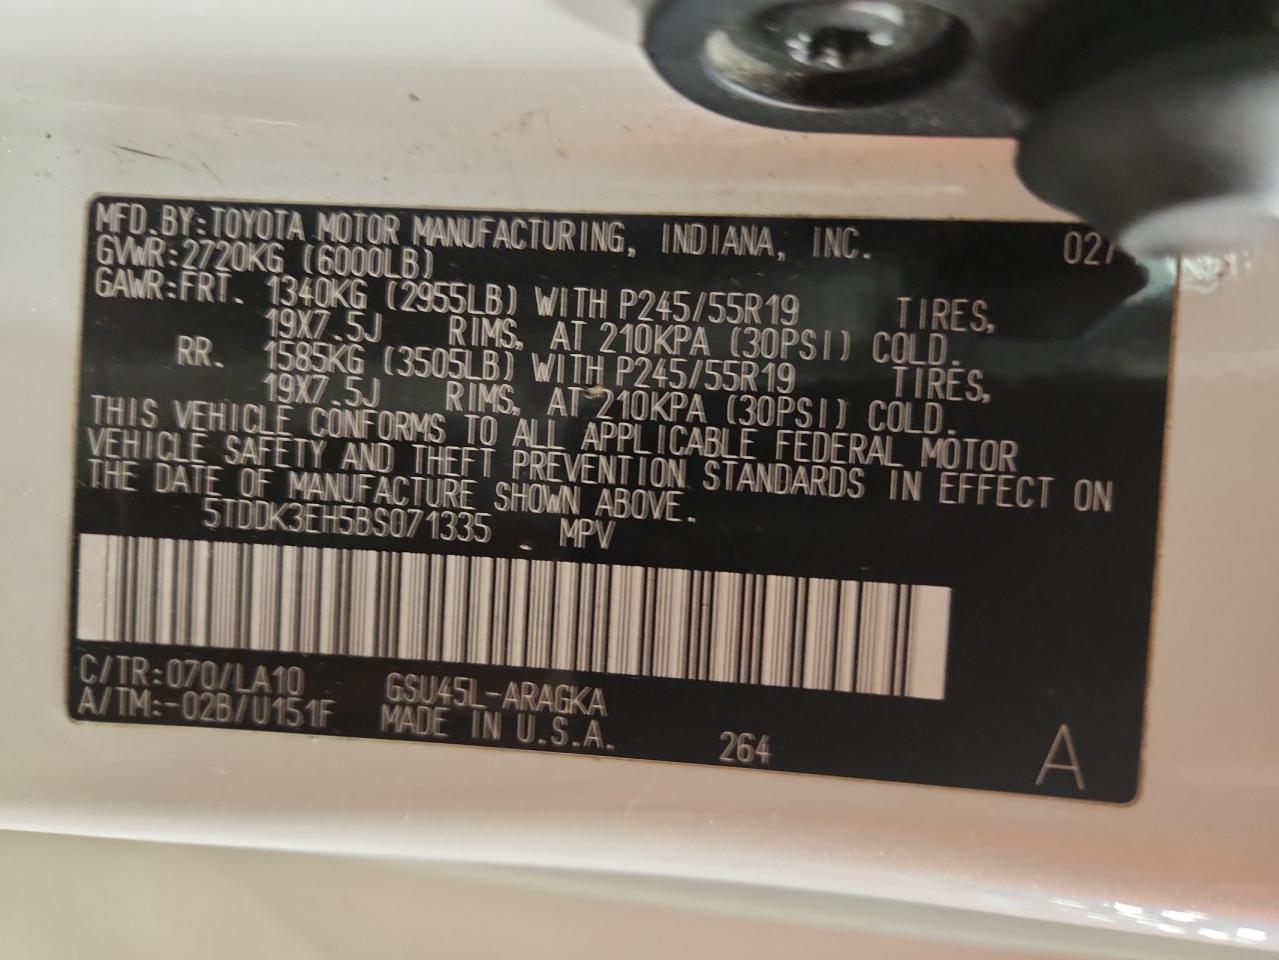 MFD.BY:TOYOTA MOTOR MANUFACTURING, INDIANA, INC. 027
GVWR:2720KG (6000LB)
GAWR:FRT. 1340KG (2955LB) WITH P245/55R19 TIRES,
19X7.5J RIMS, AT 210KPA (30PSI) COLD.
RR. 1585KG (3505LB) WITH P245/55R19 TIRES,
19X7.5J RIMS, AT 210KPA (30PSI) COLD.
THIS VEHICLE CONFORMS TO ALL APPLICABLE FEDERAL MOTOR
VEHICLE SAFETY AND THEFT PREVENTION STANDARDS IN EFFECT ON
THE DATE OF MANUFACTURE SHOWN ABOVE.
5TDDK3EH5BS071335 MPV
C/TR:070/LA10 GSU45L-ARAGKA
A/TM:-02B/U151F MADE IN U.S.A. 264 A